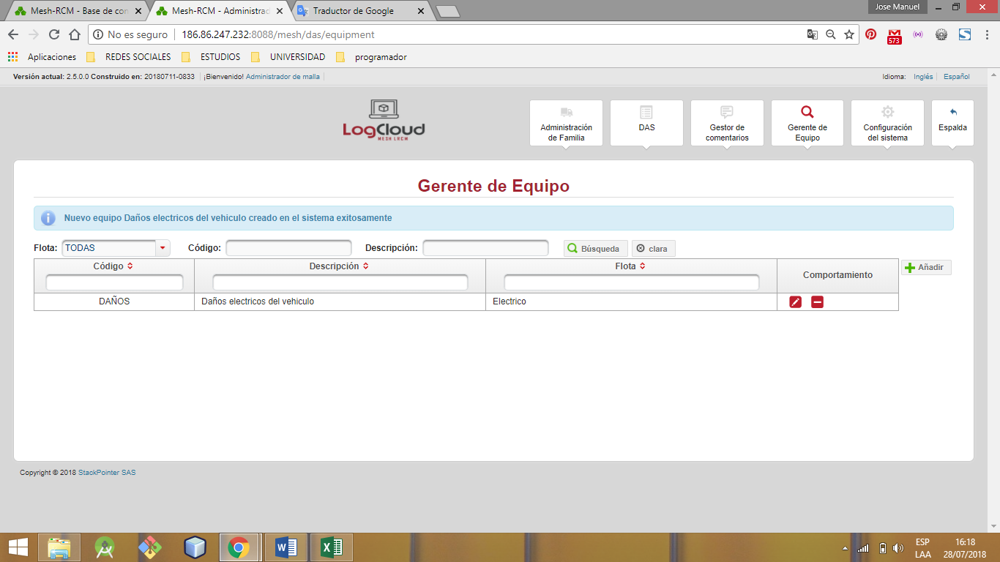 Mesh-RCM - Base de con
Mesh-RCM - Administrad
Traductor de Google
Jose Manuel
No es seguro | 186.86.247.232:8088/mesh/das/equipment
573
Aplicaciones REDES SOCIALES ESTUDIOS UNIVERSIDAD programador
Versión actual: 2.5.0.0 Construido en: 20180711-0833 ¡Bienvenido! Administrador de malla
Idioma: Inglés Español
LogCloud
MESH LRCM
Administración
de Familia
DAS
Gestor de
comentarios
Gerente de
Equipo
Configuración
del sistema
Espalda
Gerente de Equipo
Nuevo equipo Daños electricos del vehiculo creado en el sistema exitosamente
Flota: TODAS Código: Descripción: Búsqueda clara
Código Descripción Flota Comportamiento
Añadir
DAÑOS Daños electricos del vehiculo Electrico
Copyright © 2018 StackPointer SAS
ESP
LAA
16:18
28/07/2018